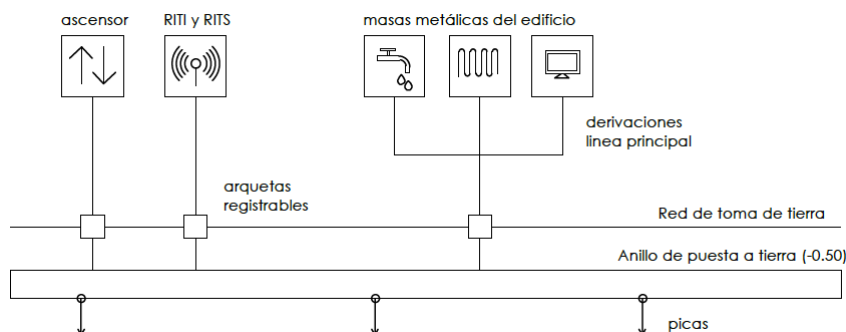 ascensor
RITI y RITS
masas metálicas del edificio
derivaciones
linea principal
arquetas
registrables
Red de toma de tierra
Anillo de puesta a tierra (-0.50)
picas